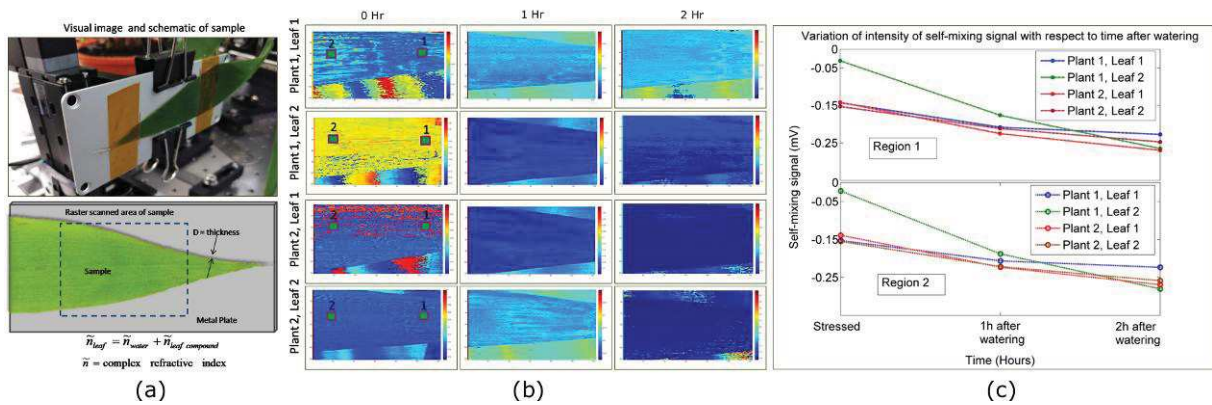 Visual image and schematic of sample
Raster scanned area of sample
D = thickness
Sample
Metal Plate
ñleaf = ñwater + ñleaf compound
ñ = complex refractive index
(a)
0 Hr
1 Hr
2 Hr
Plant 1, Leaf 1
2
1
Plant 1, Leaf 2
2
1
Plant 2, Leaf 1
2
1
Plant 2, Leaf 2
2
1
(b)
Variation of intensity of self-mixing signal with respect to time after watering
0
-0.05
-0.15
-0.25
Plant 1, Leaf 1
Plant 1, Leaf 2
Plant 2, Leaf 1
Plant 2, Leaf 2
Region 1
Self-mixing signal (mV)
0
-0.05
-0.15
-0.25
Plant 1, Leaf 1
Plant 1, Leaf 2
Plant 2, Leaf 1
Plant 2, Leaf 2
Region 2
Stressed
1h after
watering
2h after
watering
Time (Hours)
(c)